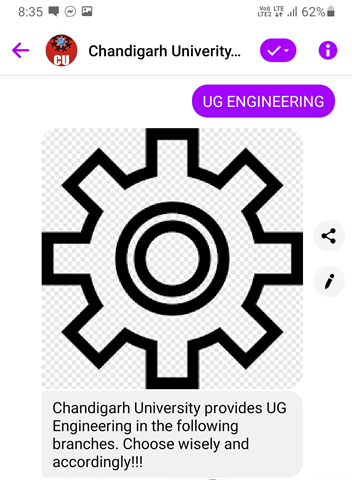 8:35
Vo)) LTE
LTE2
62%
CU
Chandigarh Univerity...
UG ENGINEERING
Chandigarh University provides UG
Engineering in the following
branches. Choose wisely and
accordingly!!!